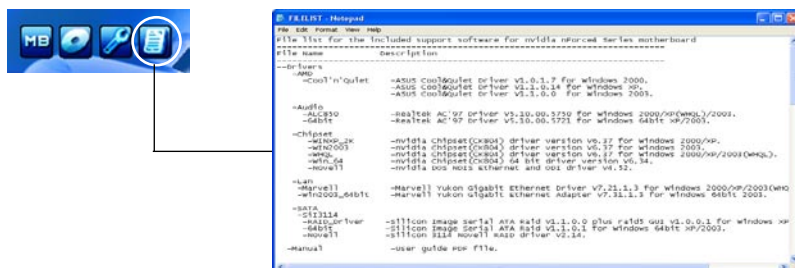 MB
FILELIST - Notepad
File Edit Format View Help
File list for the included support software for nvidia nForce4 Series motherboard
File Name Description
--Drivers
-AMD
-Cool'n'Quiet -ASUS Cool&Quiet Driver V1.0.1.7 for Windows 2000.
-ASUS Cool&Quiet Driver V1.1.0.14 for Windows XP.
-ASUS Cool&Quiet Driver V1.1.0.0 for Windows 2003.
-Audio
-ALC850 -Realtek AC'97 Driver V5.10.00.5750 for Windows 2000/XP(WHQL)/2003.
-64bit -Realtek AC'97 Driver V5.10.00.5721 for Windows 64bit XP/2003.
-Chipset
-WINXP_2K -nvidia Chipset(CK804) driver version V6.37 for Windows 2000/XP.
-WIN2003 -nvidia Chipset(CK804) driver version V6.37 for Windows 2003.
-WHQL -nvidia Chipset(CK804) driver version V6.37 for Windows 2000/XP/2003(WHQL).
-Win_64 -nvidia Chipset(CK804) 64 bit driver version V6.34.
-Novell -nvidia DOS NDIS Ethernet and ODI driver V4.52.
-Lan
-Marvell -Marvell Yukon Gigabit Ethernet Driver V7.21.1.3 for Windows 2000/XP/2003(WHQ
-Win2003_64bit -Marvell Yukon Gigabit Ethernet Adapter V7.31.1.3 for Windows 64bit 2003.
-SATA
-SiI3114
-RAID_Driver -Silicon Image Serial ATA Raid V1.1.0.0 plus raid5 GUI V1.0.0.1 for Windows XP
-64bit -Silicon Image Serial ATA Raid V1.1.0.1 for Windows 64bit XP/2003.
-Novell -Silicon 3114 Novell RAID driver V2.14.
-Manual -User guide PDF file.